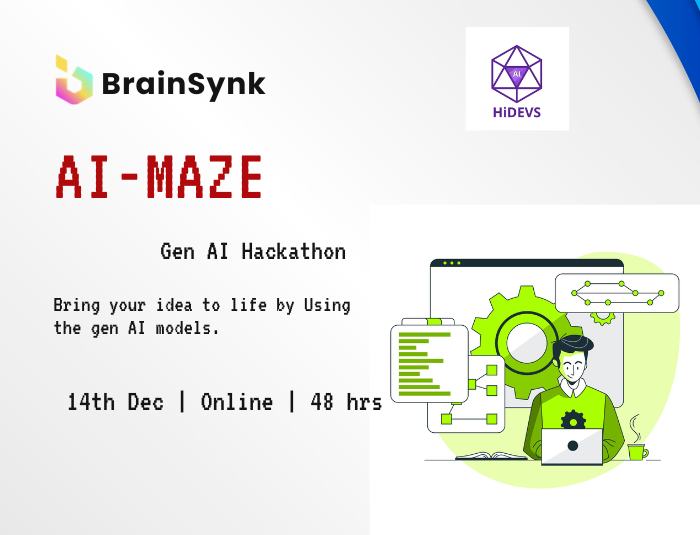 BrainSynk
AI
HiDEVS
AI-MAZE
Gen AI Hackathon
Bring your idea to life by Using
the gen AI models.
14th Dec | Online | 48 hrs